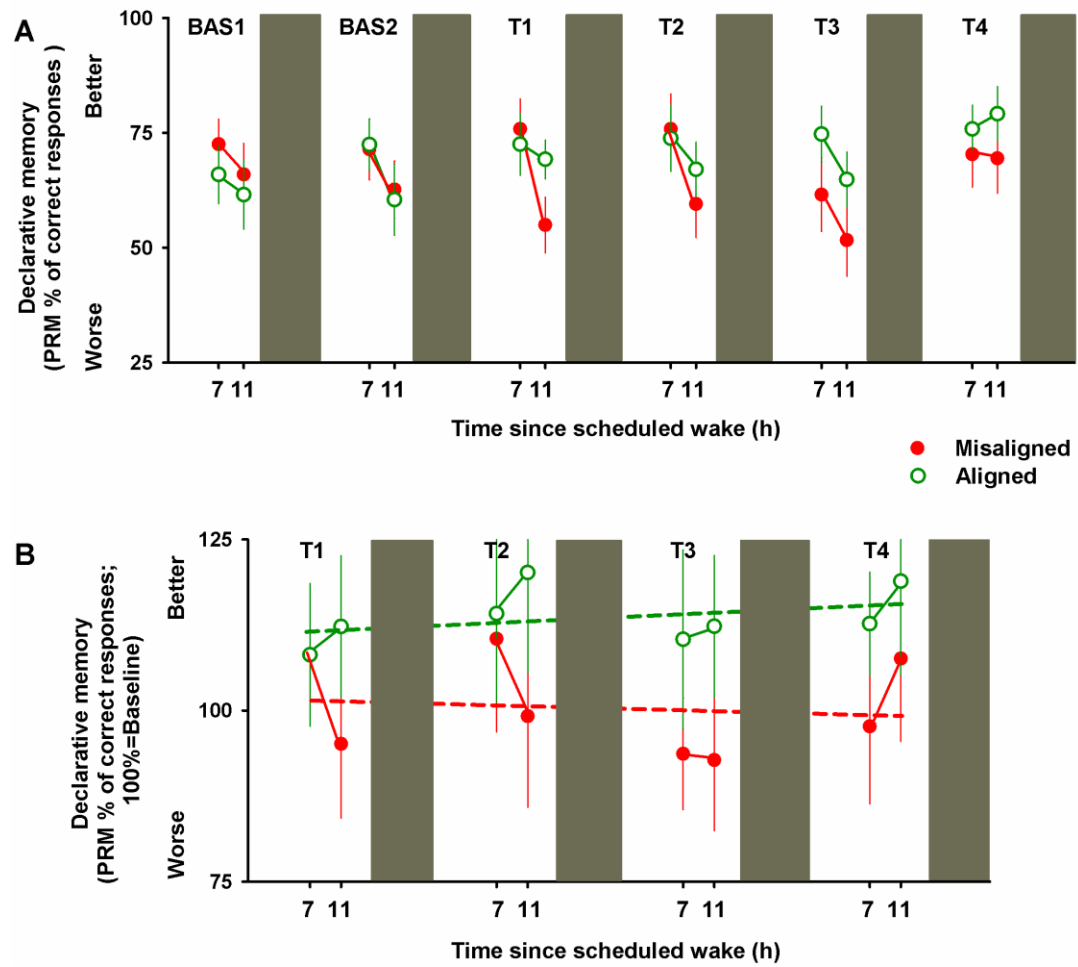 A
BAS1 BAS2 T1 T2 T3 T4
Declarative memory
(PRM % of correct responses )
Better
Worse
100
75
50
25
7 11 7 11 7 11 7 11 7 11 7 11
Time since scheduled wake (h)
Misaligned
Aligned
B
T1 T2 T3 T4
Declarative memory
(PRM % of correct responses;
100%=Baseline)
Better
Worse
125
100
75
7 11 7 11 7 11 7 11
Time since scheduled wake (h)